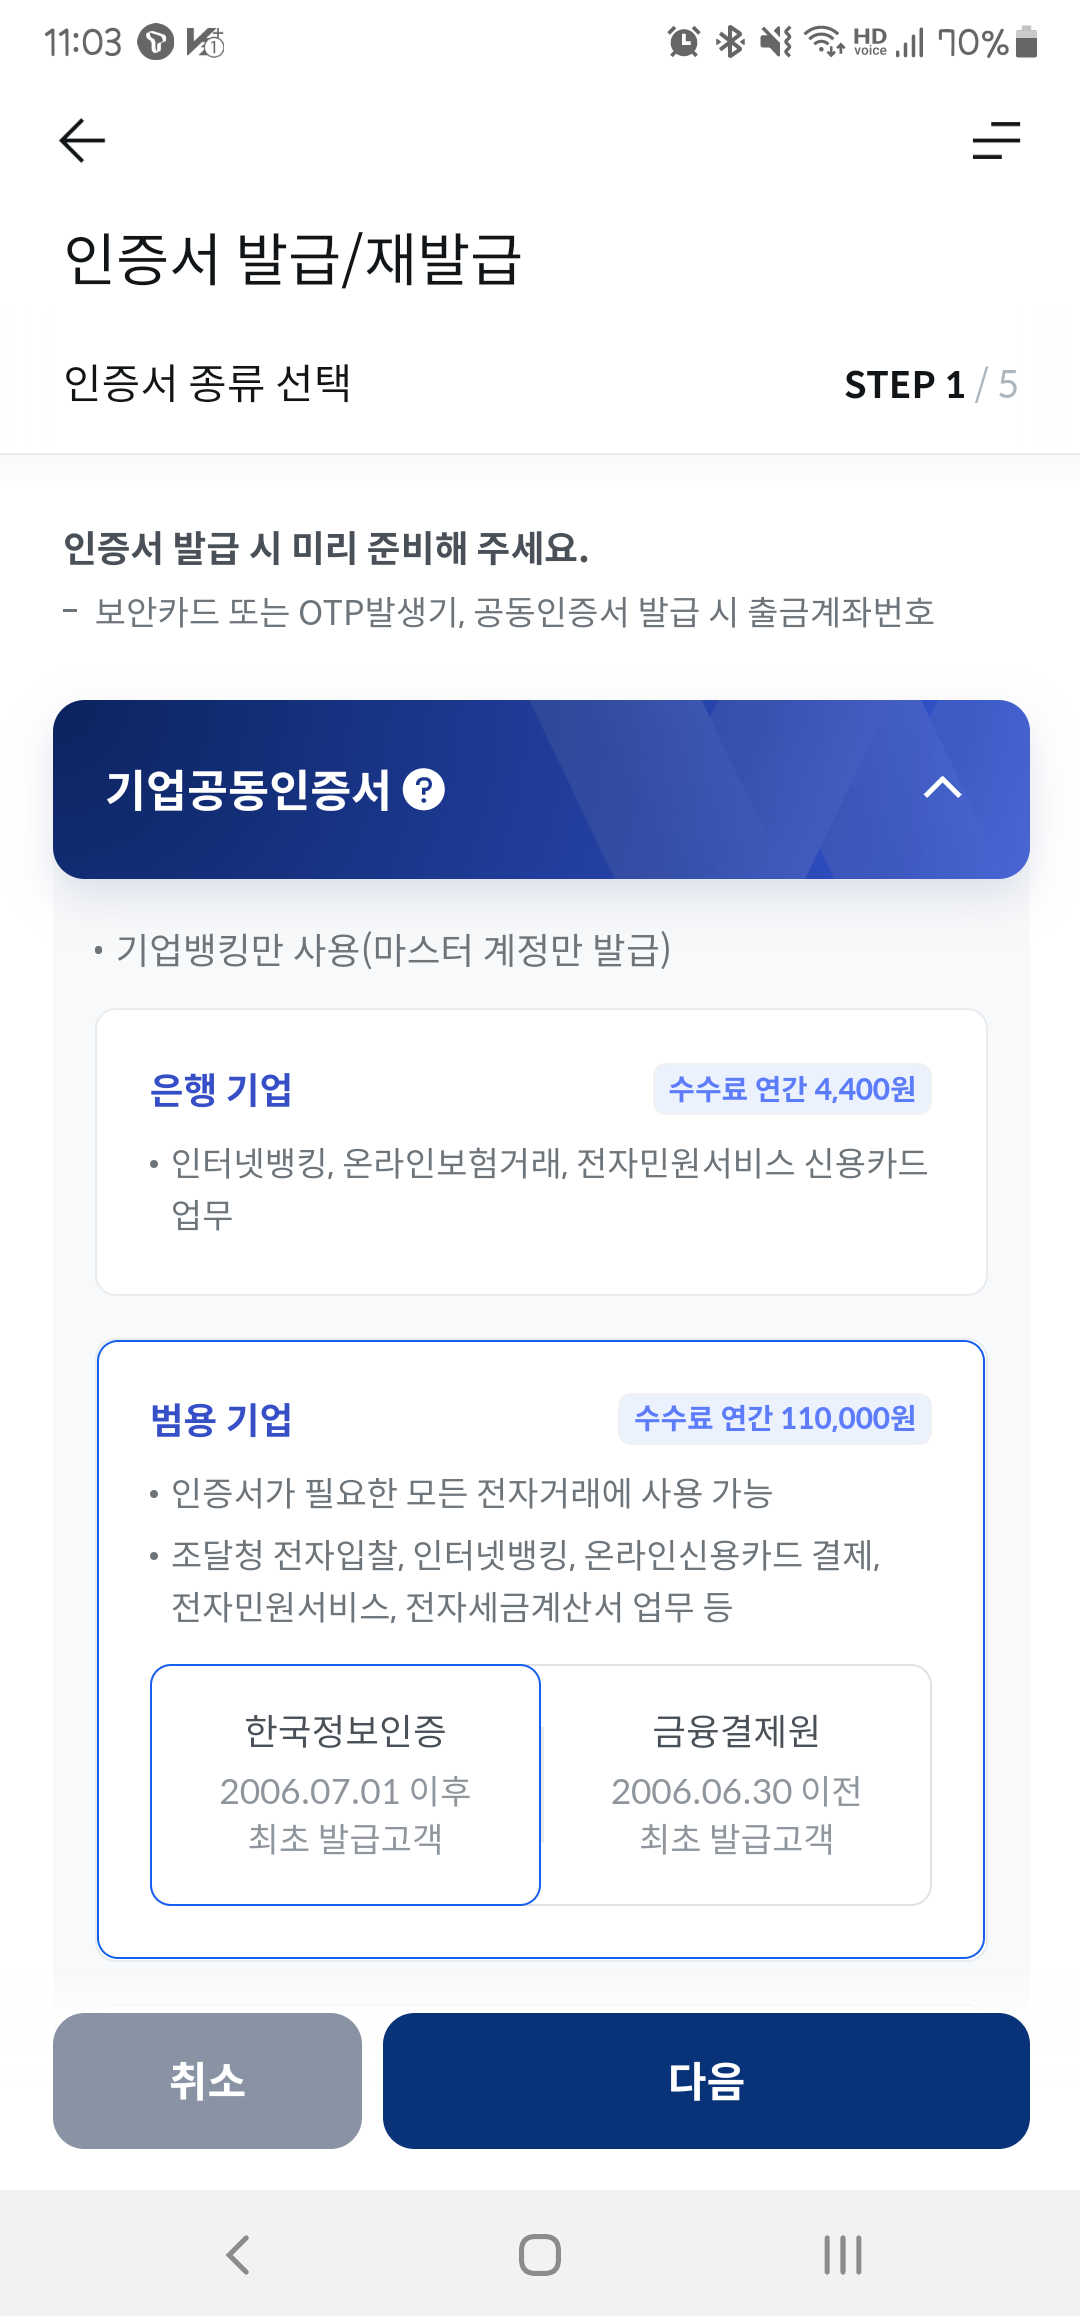 11:03
HD voice
70%
인증서 발급/재발급
인증서 종류 선택
STEP 1 / 5
인증서 발급 시 미리 준비해 주세요.
- 보안카드 또는 OTP발생기, 공동인증서 발급 시 출금계좌번호
기업공동인증서 ?
• 기업뱅킹만 사용(마스터 계정만 발급)
은행 기업
수수료 연간 4,400원
• 인터넷뱅킹, 온라인보험거래, 전자민원서비스 신용카드
업무
범용 기업
수수료 연간 110,000원
• 인증서가 필요한 모든 전자거래에 사용 가능
• 조달청 전자입찰, 인터넷뱅킹, 온라인신용카드 결제,
전자민원서비스, 전자세금계산서 업무 등
한국정보인증
2006.07.01 이후
최초 발급고객
금융결제원
2006.06.30 이전
최초 발급고객
취소
다음